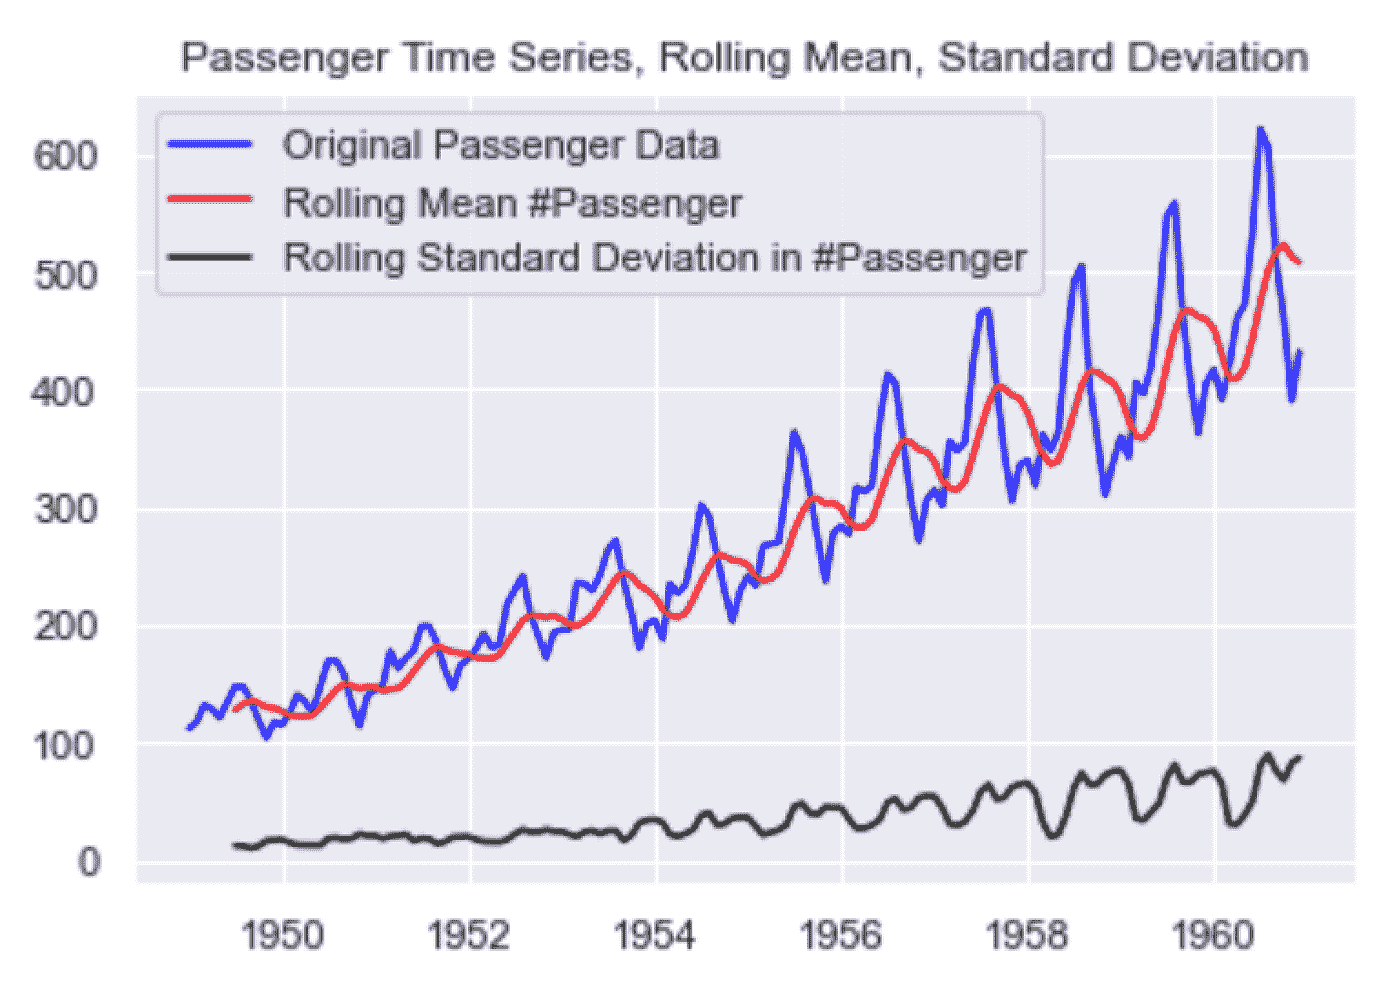 Passenger Time Series, Rolling Mean, Standard Deviation
Original Passenger Data
Rolling Mean #Passenger
Rolling Standard Deviation in #Passenger
600
500
400
300
200
100
0
1950 1952 1954 1956 1958 1960